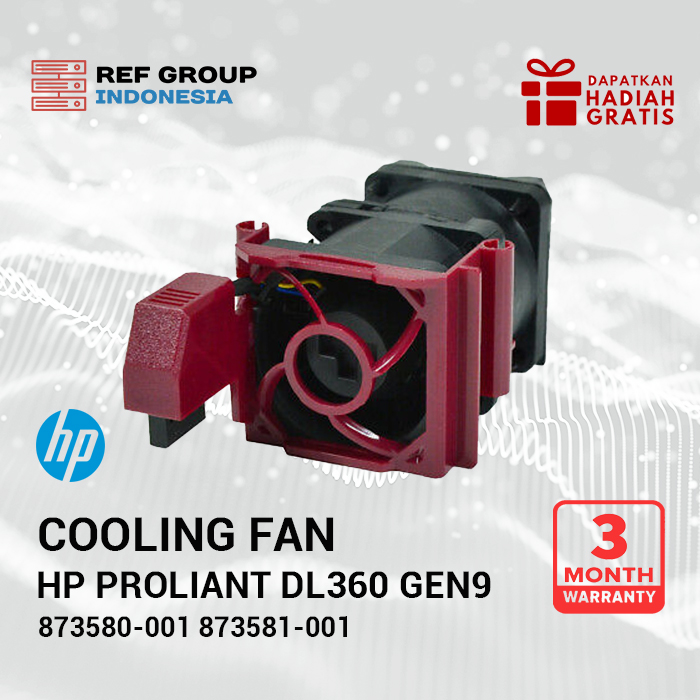 REF GROUP
INDONESIA
DAPATKAN
HADIAH
GRATIS
hp
COOLING FAN
HP PROLIANT DL360 GEN9
873580-001 873581-001
3
MONTH
WARRANTY